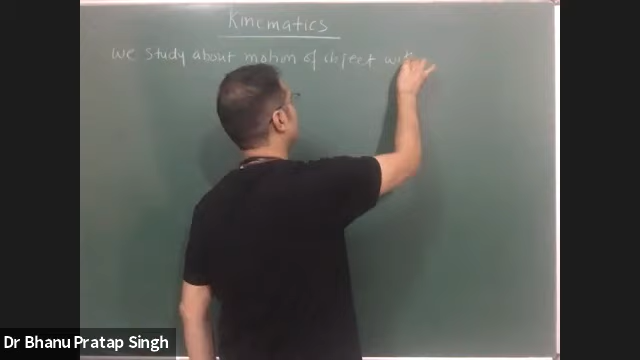 Kinematics
We study about motion of object wit
Dr Bhanu Pratap Singh